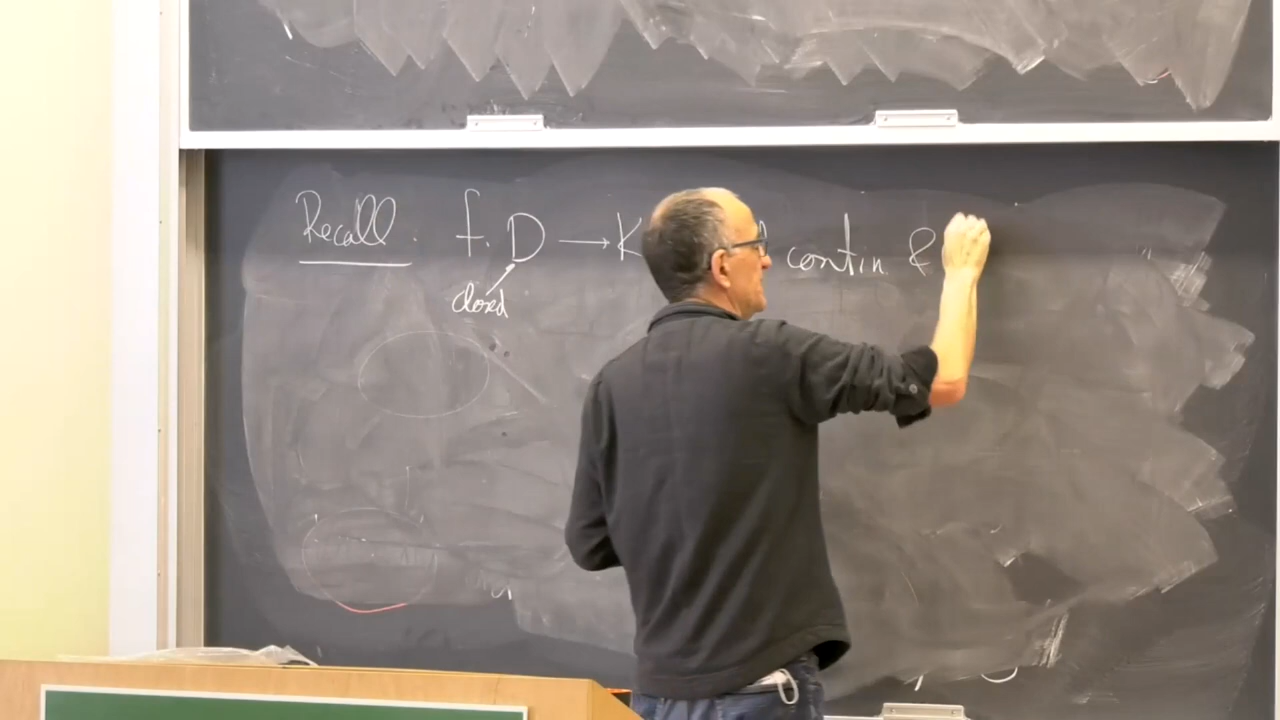 Recall. f: D → K contin. &
closed